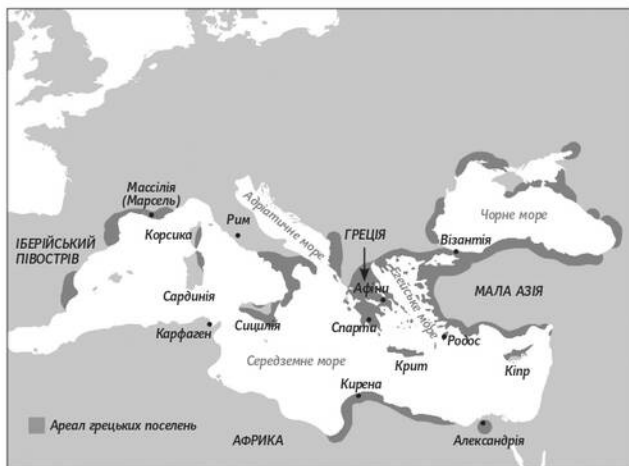 Массілія
(Марсель)
Адріатичне море
Чорне море
Рим
ГРЕЦІЯ
Візантія
Корсика
ІБЕРІЙСЬКИЙ
ПІВОСТРІВ
Егейське море
Афіни
МАЛА АЗІЯ
Сардинія
Сицилія
Спарта
Карфаген
Родос
Середземне море
Крит
Кіпр
Кирена
Ареал грецьких поселень
АФРИКА
Александрія